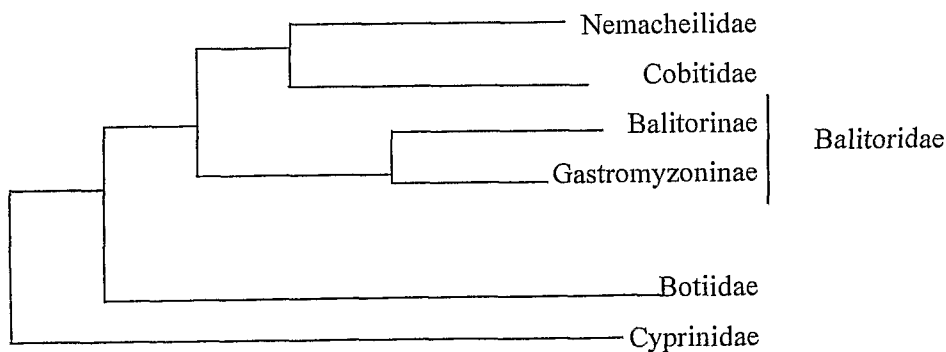 Nemacheilidae
Cobitidae
Balitorinae
Balitoridae
Gastromyzoninae
Botiidae
Cyprinidae